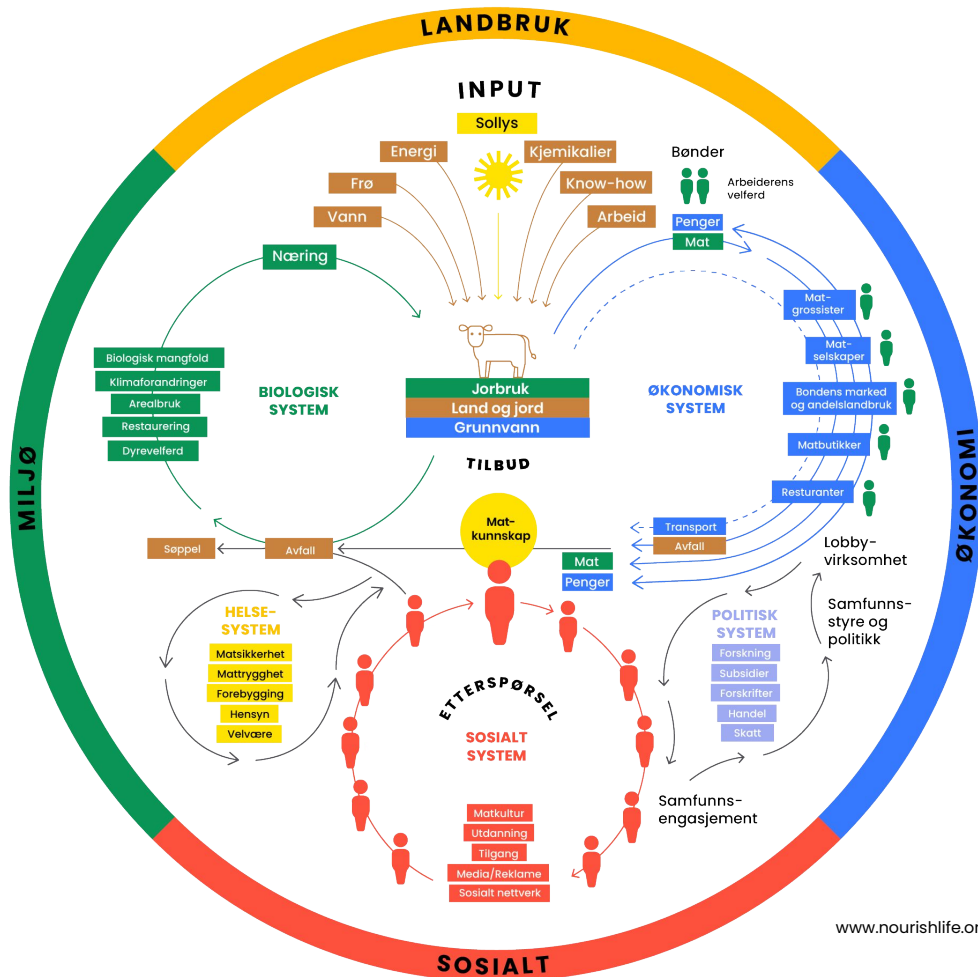 LANDBRUK
INPUT
Sollys
Energi
Kjemikalier
Frø
Know-how
Vann
Arbeid
Bønder
Arbeiderens
velferd
Penger
Mat
Næring
Mat-
grossister
Mat-
selskaper
Bondens marked
og andelslandbruk
Matbutikker
Resturanter
Biologisk mangfold
Klimaforandringer
Arealbruk
Restaurering
Dyrevelferd
BIOLOGISK
SYSTEM
Jorbruk
Land og jord
Grunnvann
ØKONOMISK
SYSTEM
MILJØ
ØKONOMI
TILBUD
Mat-
kunnskap
Søppel
Avfall
Transport
Avfall
Mat
Penger
Lobby-
virksomhet
Samfunns-
styre og
politikk
HELSE-
SYSTEM
Matsikkerhet
Mattrygghet
Forebygging
Hensyn
Velvære
POLITISK
SYSTEM
Forskning
Subsidier
Forskrifter
Handel
Skatt
ETTERSPØRSEL
SOSIALT
SYSTEM
Samfunns-
engasjement
Matkultur
Utdanning
Tilgang
Media/Reklame
Sosialt nettverk
www.nourishlife.or
SOSIALT